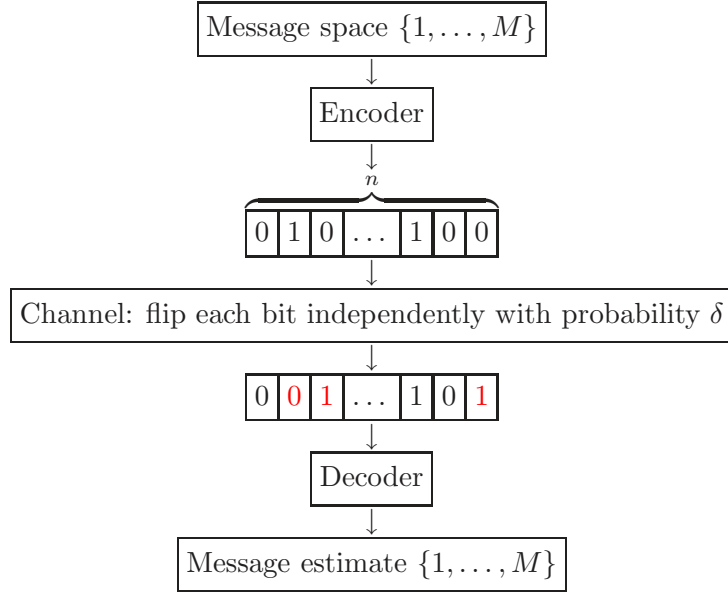 Message space {1, . . . , M}
Encoder
n
0 1 0 . . . 1 0 0
Channel: flip each bit independently with probability δ
0 0 1 . . . 1 0 1
Decoder
Message estimate {1, . . . , M}